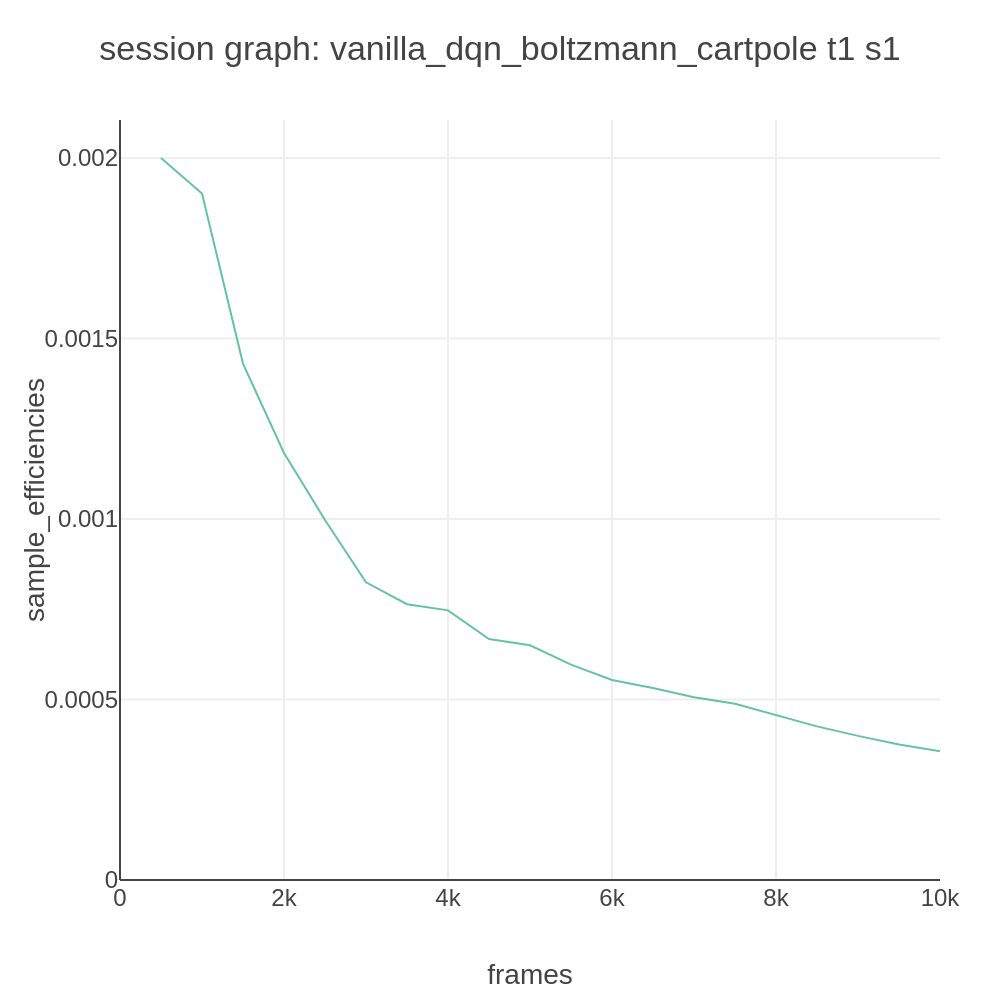 session graph: vanilla_dqn_boltzmann_cartpole t1 s1
sample_efficiencies
0.002
0.0015
0.001
0.0005
0
0
2k
4k
6k
8k
10k
frames